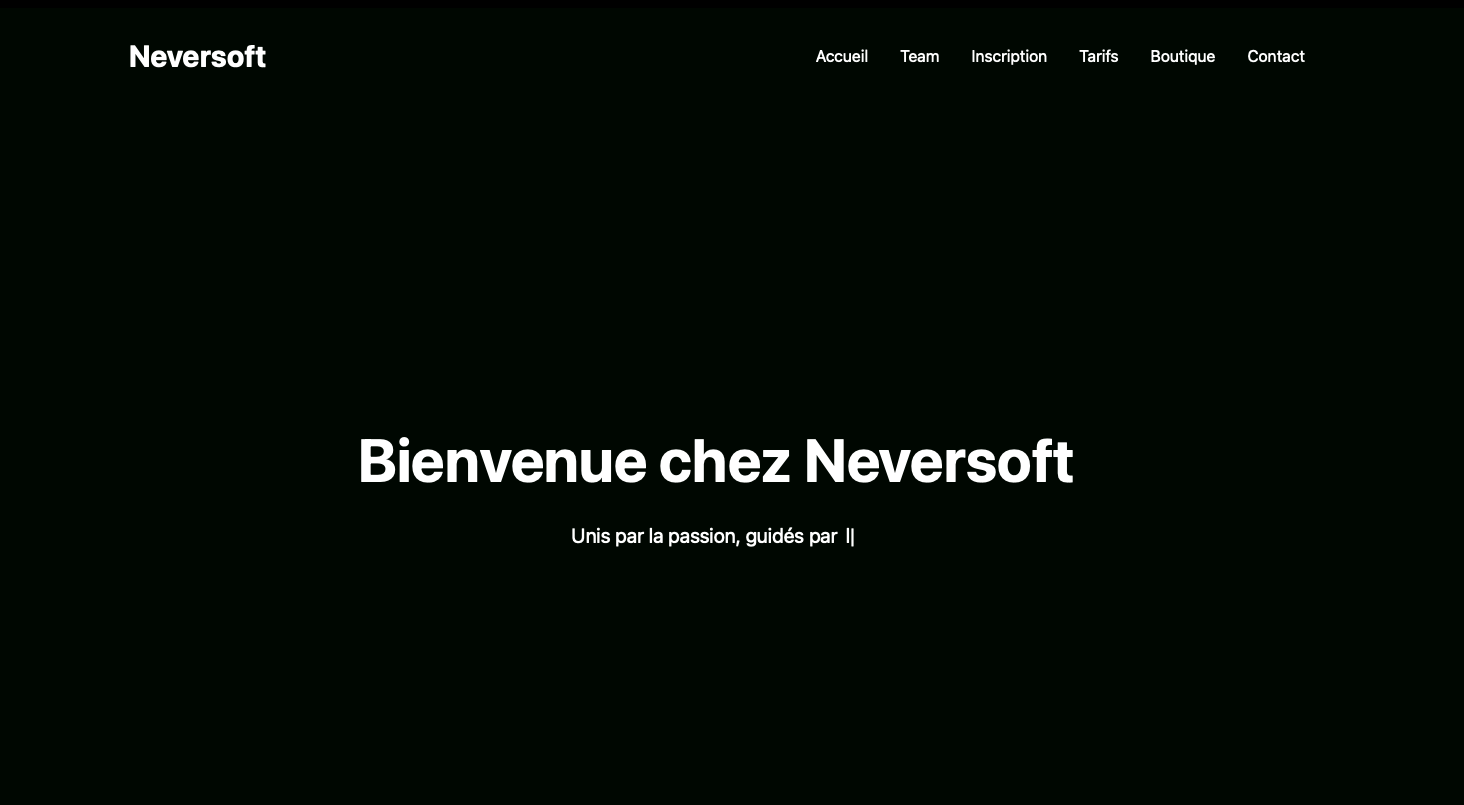 Neversoft
Accueil Team Inscription Tarifs Boutique Contact
Bienvenue chez Neversoft
Unis par la passion, guidés par l|